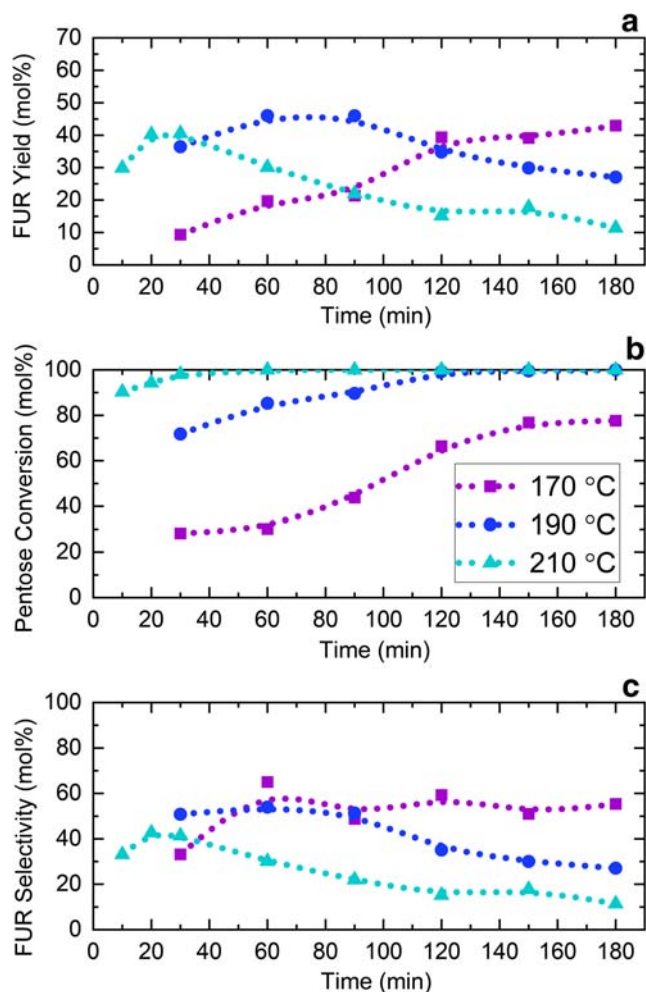 a
70
60
50
40
30
20
10
0
FUR Yield (mol%)
0 20 40 60 80 100 120 140 160 180
Time (min)
b
100
80
60
40
20
0
Pentose Conversion (mol%)
170 °C
190 °C
210 °C
0 20 40 60 80 100 120 140 160 180
Time (min)
c
100
80
60
40
20
0
FUR Selectivity (mol%)
0 20 40 60 80 100 120 140 160 180
Time (min)